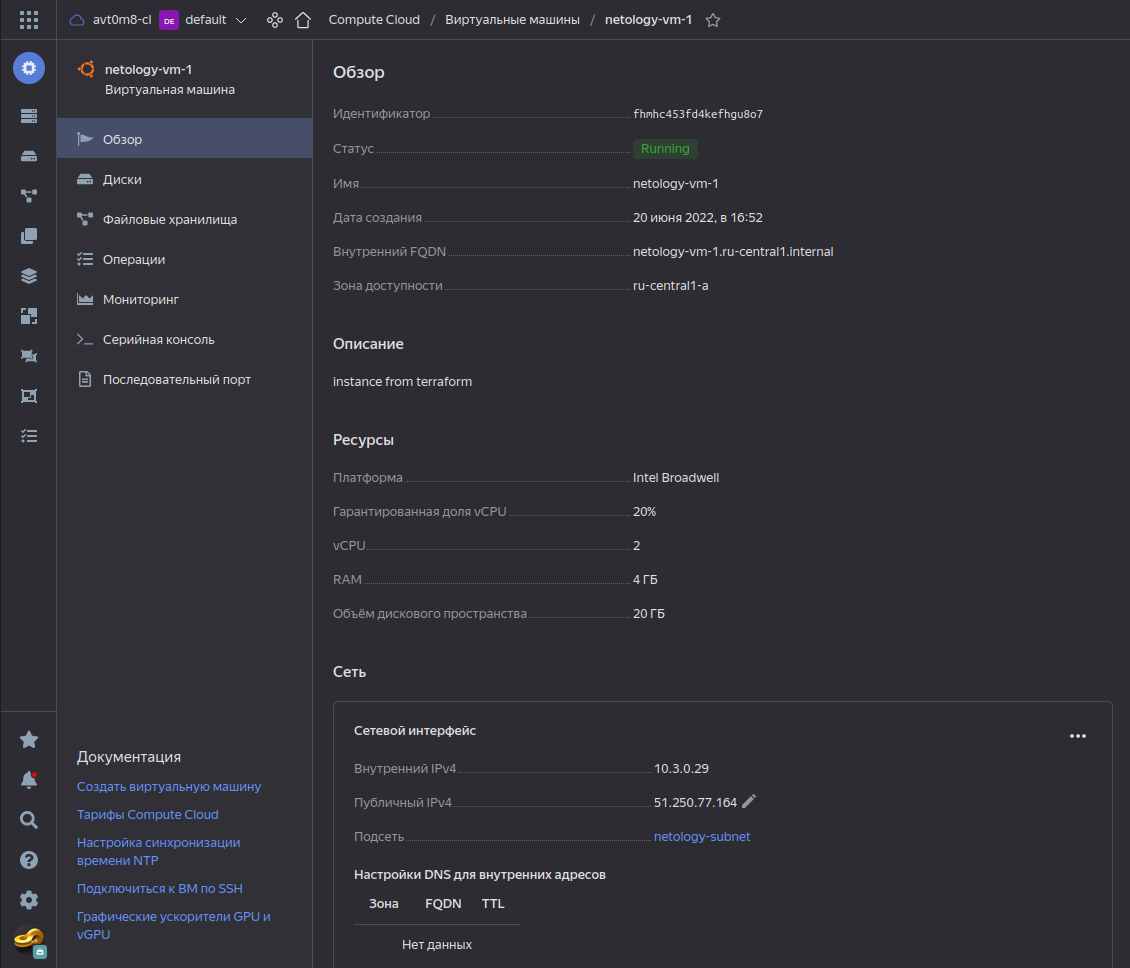 avt0m8-cl DE default Compute Cloud / Виртуальные машины / netology-vm-1
netology-vm-1
Виртуальная машина
Обзор
Диски
Файловые хранилища
Операции
Мониторинг
Серийная консоль
Последовательный порт
Документация
Создать виртуальную машину
Тарифы Compute Cloud
Настройка синхронизации
времени NTP
Подключиться к ВМ по SSH
Графические ускорители GPU и
vGPU
Обзор
Идентификатор fhmhc453fd4kefhgu8o7
Статус Running
Имя netology-vm-1
Дата создания 20 июня 2022, в 16:52
Внутренний FQDN netology-vm-1.ru-central1.internal
Зона доступности ru-central1-a
Описание
instance from terraform
Ресурсы
Платформа Intel Broadwell
Гарантированная доля vCPU 20%
vCPU 2
RAM 4 ГБ
Объём дискового пространства 20 ГБ
Сеть
Сетевой интерфейс
Внутренний IPv4 10.3.0.29
Публичный IPv4 51.250.77.164
Подсеть netology-subnet
Настройки DNS для внутренних адресов
Зона FQDN TTL
Нет данных